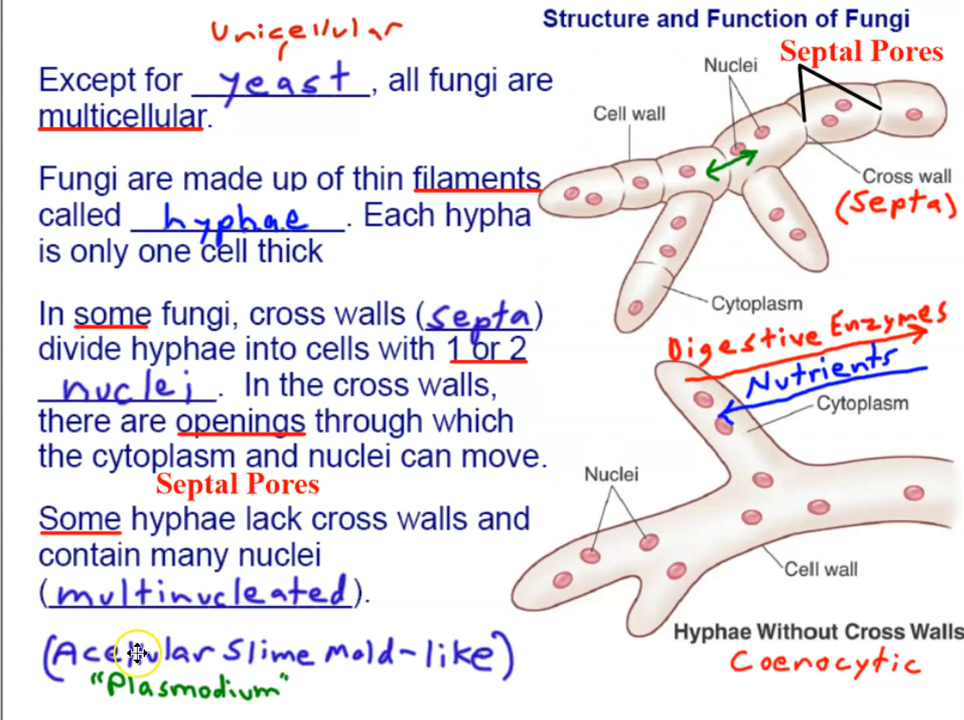 Structure and Function of Fungi
Unicellular
Except for yeast, all fungi are
multicellular.
Fungi are made up of thin filaments
called hyphae. Each hypha
is only one cell thick
In some fungi, cross walls (septa)
divide hyphae into cells with 1 or 2
nuclei. In the cross walls,
there are openings through which
the cytoplasm and nuclei can move.
Septal Pores
Some hyphae lack cross walls and
contain many nuclei
(multinucleated).
(Acellular Slime Mold-like)
"Plasmodium"
Septal Pores
Nuclei
Cell wall
Cross wall
(Septa)
Cytoplasm
Digestive Enzymes
Nutrients
Cytoplasm
Nuclei
Cell wall
Hyphae Without Cross Walls
Coenocytic